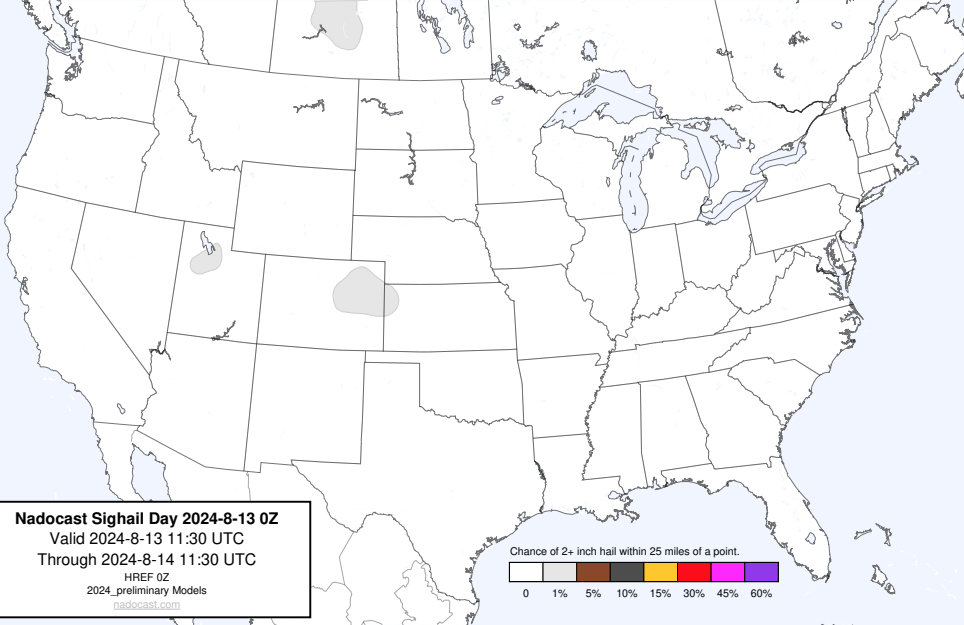 Nadocast Sighail Day 2024-8-13 0Z
Valid 2024-8-13 11:30 UTC
Through 2024-8-14 11:30 UTC
HREF 0Z
2024_preliminary Models
nadocast.com
Chance of 2+ inch hail within 25 miles of a point.
0 1% 5% 10% 15% 30% 45% 60%